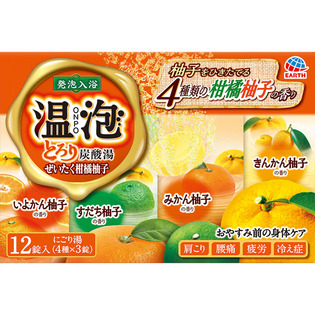 柚子をひきたてる
4種類の柑橘柚子の香り
EARTH
発泡入浴
温泡
ONPO
とろり炭酸湯
ぜいたく柑橘柚子
いよかん柚子
の香り
すだち柚子
の香り
みかん柚子
の香り
きんかん柚子
の香り
12錠入
にごり湯
(4種×3錠)
おやすみ前の身体ケア
肩こり
腰痛
疲労
冷え症